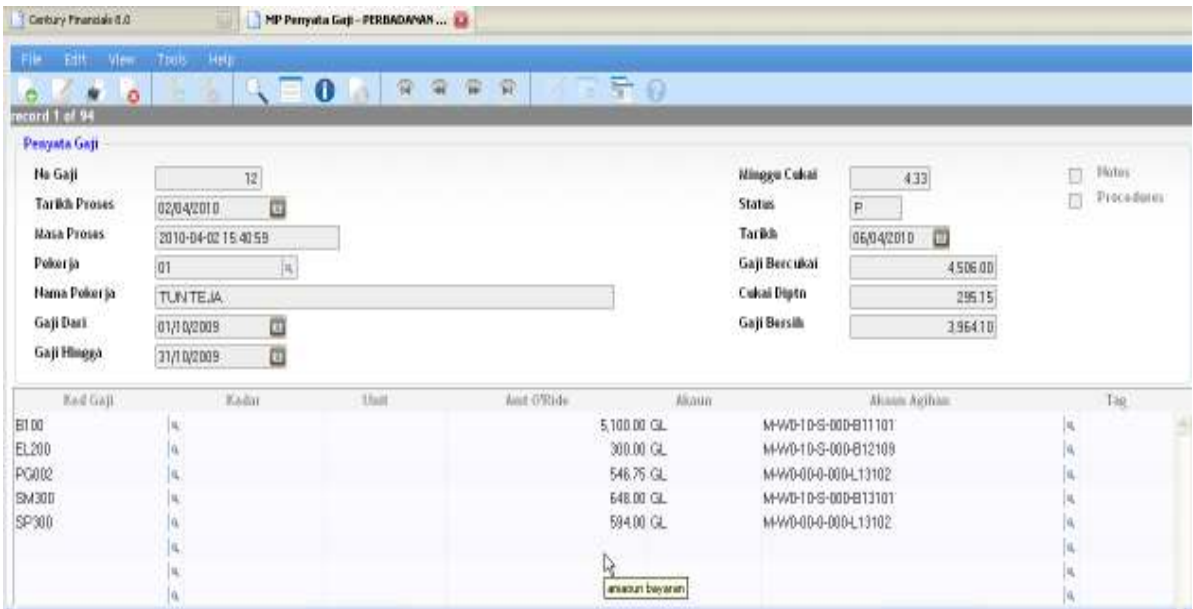 Century Financials 8.0
MP Penyata Gaji - PERBADANAN ...
File Edit View Tools Help
record 1 of 94
Penyata Gaji
No Gaji 12 Minggu Cukai 4.33 Notes
Tarikh Proses 02/04/2010 Status P Procedures
Masa Proses 2010-04-02 15:40:59 Tarikh 06/04/2010
Pekerja 01 Gaji Bercukai 4,506.00
Nama Pekerja TUN TEJA Cukai Diptn 295.15
Gaji Dari 01/10/2009 Gaji Bersih 3,964.10
Gaji Hingga 31/10/2009
Kod Gaji Kadar Unit Amt O'Ride Akaun Akaun Agihan Tag
B100 5,100.00 GL M-W0-10-S-000-B11101
EL200 300.00 GL M-W0-10-S-000-B12109
PG002 546.75 GL M-W0-00-0-000-L13102
SM300 648.00 GL M-W0-10-S-000-B13101
SP300 594.00 GL M-W0-00-0-000-L13102
amaoun bayaran